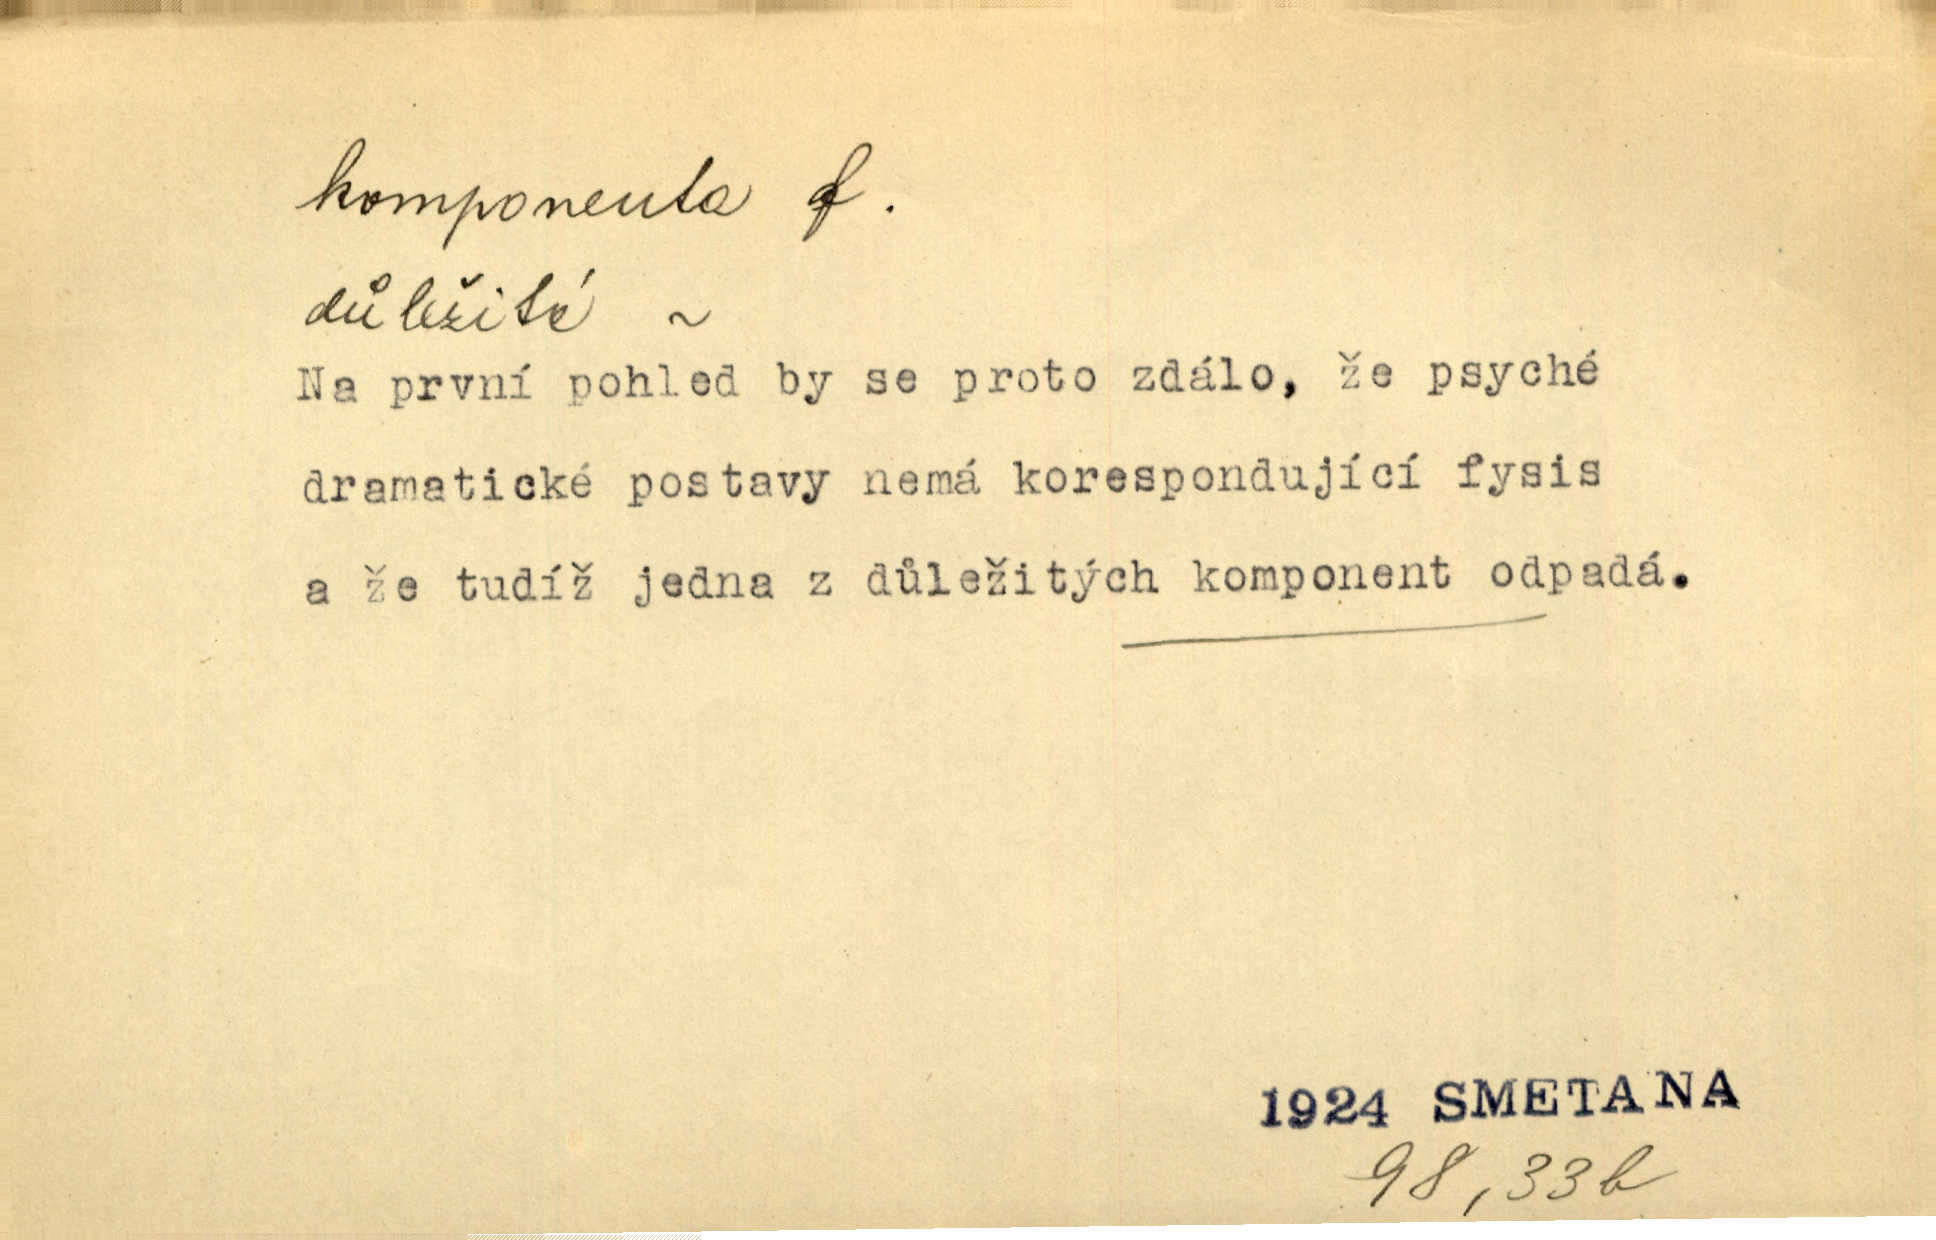 komponenta f.
důležité ~
Na první pohled by se proto zdálo, že psyché
dramatické postavy nemá korespondující fysis
a že tudíž jedna z důležitých komponent odpadá.
1924 SMETANA
98,33b